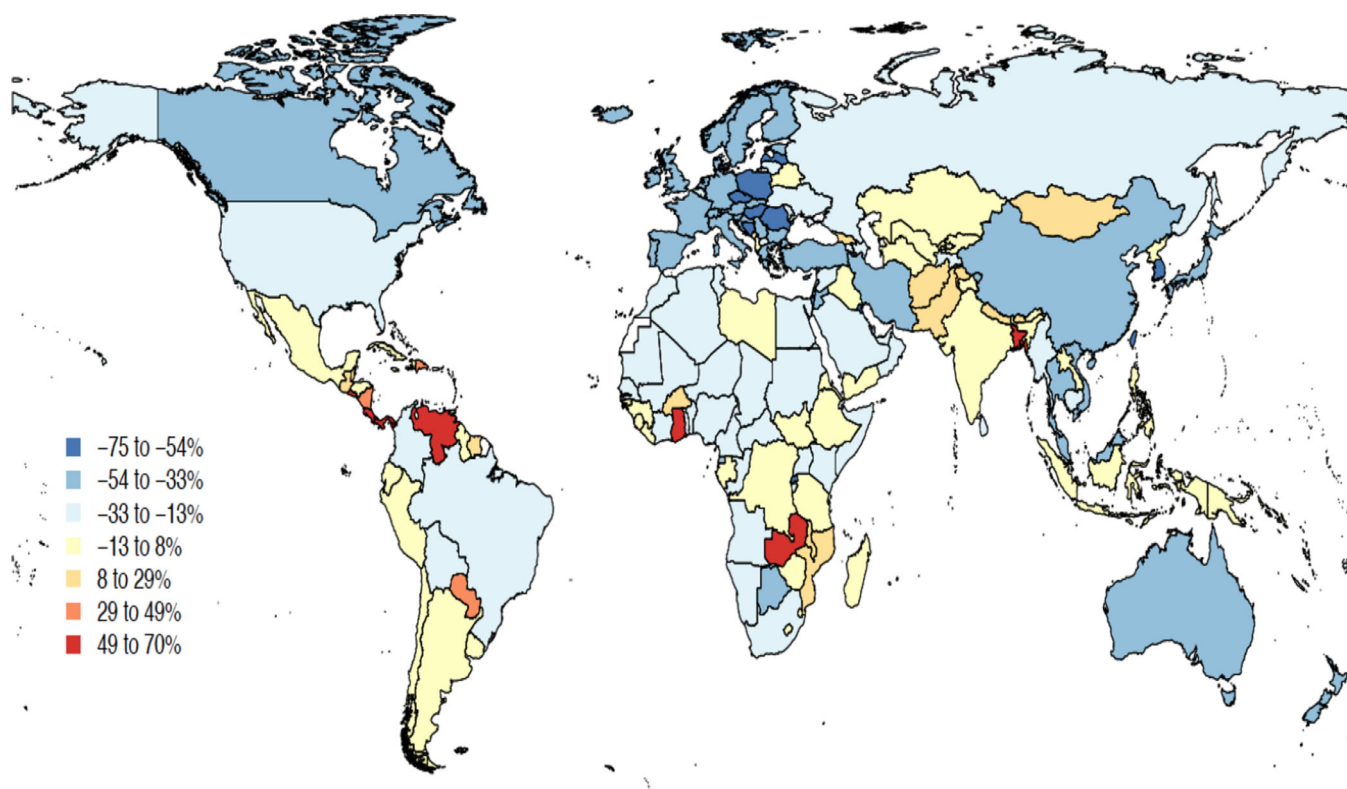 −75 to −54%
−54 to −33%
−33 to −13%
−13 to 8%
8 to 29%
29 to 49%
49 to 70%